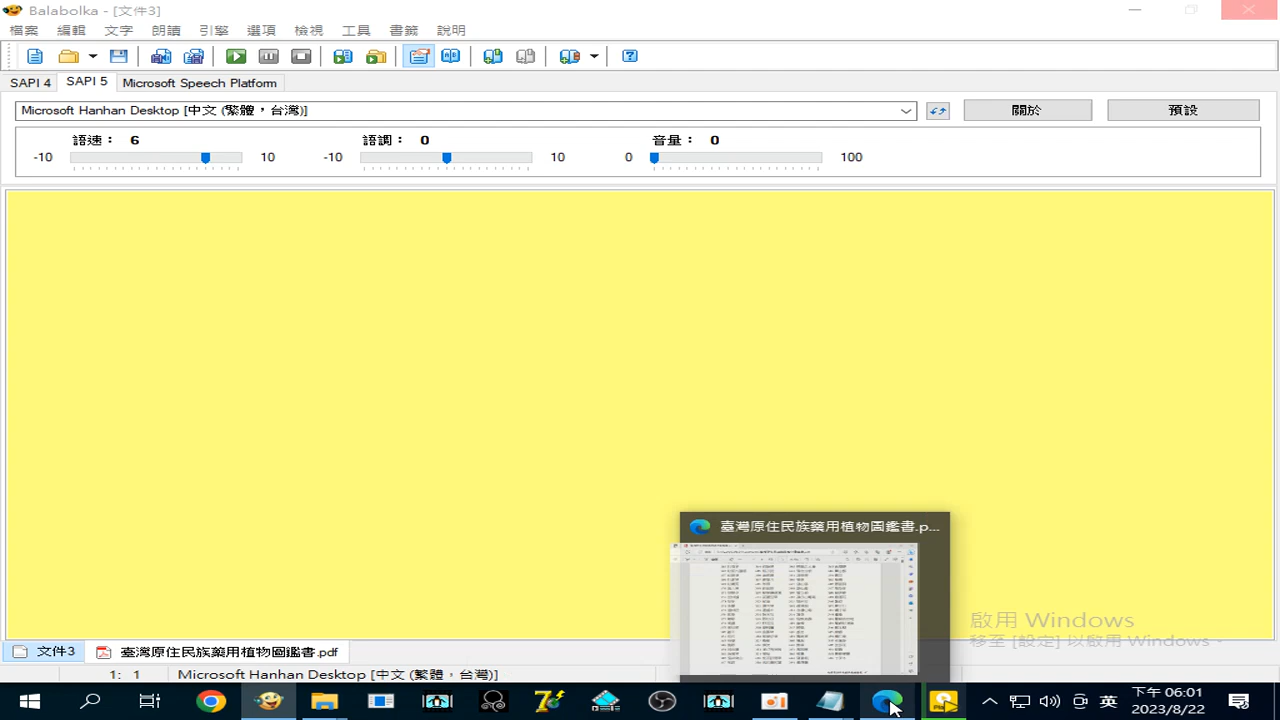 Balabolka - [文件3]
檔案 編輯 文字 朗讀 引擎 選項 檢視 工具 書籤 說明
SAPI 4 SAPI 5 Microsoft Speech Platform
Microsoft Hanhan Desktop [中文 (繁體，台灣)] 關於 預設
語速： 6 語調： 0 音量： 0
-10 10 -10 10 0 100
臺灣原住民族藥用植物圖鑑書.p...
啟用 Windows
移至 [設定] 以啟用 Windows。
文件3 臺灣原住民族藥用植物圖鑑書.pdf
1: 1 Microsoft Hanhan Desktop [中文 (繁體，台灣)]
英 下午 06:01
2023/8/22